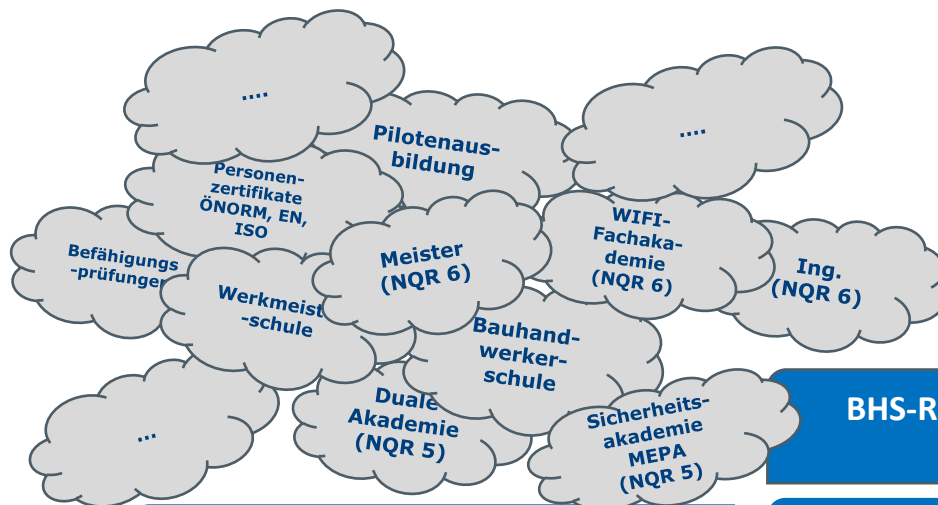 ....
....
Pilotenaus-
bildung
Personen-
zertifikate
ÖNORM, EN,
ISO
WIFI-
Fachaka-
demie
(NQR 6)
Befähigungs
-prüfungen
Meister
(NQR 6)
Ing.
(NQR 6)
Werkmeist
-schule
Bauhand-
werker-
schule
Duale
Akademie
(NQR 5)
Sicherheits-
akademie
MEPA
(NQR 5)
BHS-R
...